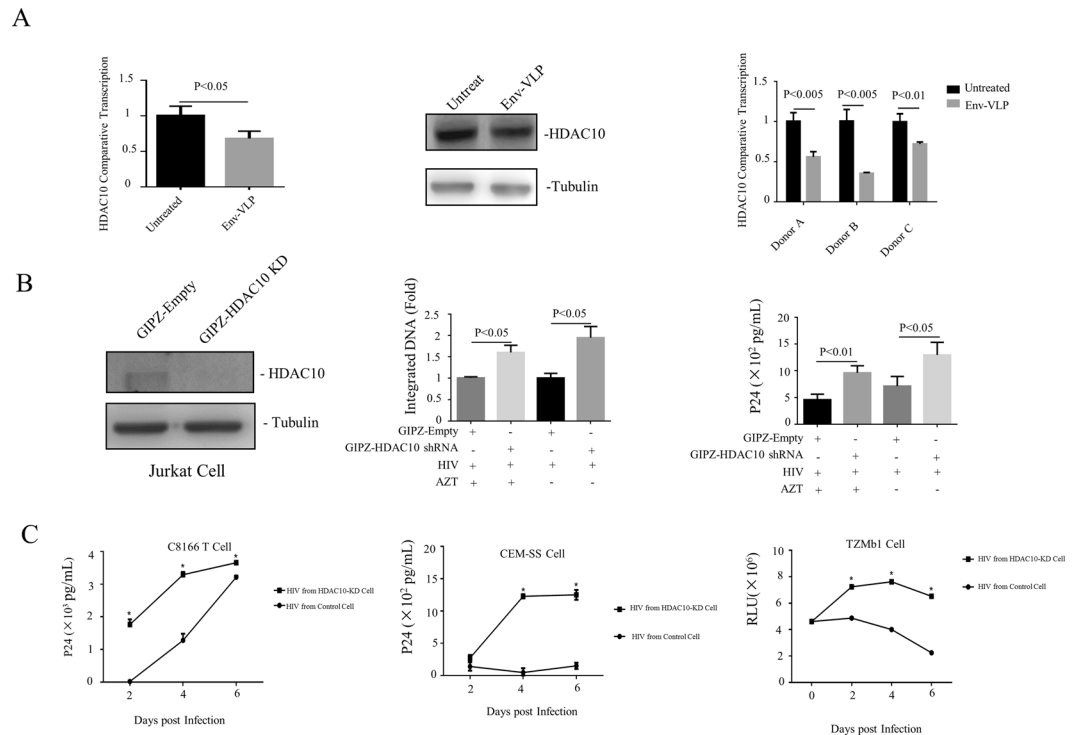 A
HDAC10 Comparative Transcription
1.5
1
0.5
0
P<0.05
Untreated
Env-VLP
Untreat
Env-VLP
-HDAC10
-Tubulin
HDAC10 Comparative Transcription
1.5
1
0.5
0
P<0.005
P<0.005
P<0.01
Donor A
Donor B
Donor C
Untreated
Env-VLP
B
GIPZ-Empty
GIPZ-HDAC10 KD
- HDAC10
- Tubulin
Jurkat Cell
Integrated DNA (Fold)
2.5
2
1.5
1
0.5
0
P<0.05
P<0.05
GIPZ-Empty + - + -
GIPZ-HDAC10 shRNA - + - +
HIV + + + +
AZT + + - -
P24 (×10² pg/mL)
20
15
10
5
0
P<0.01
P<0.05
GIPZ-Empty + - + -
GIPZ-HDAC10 shRNA - + - +
HIV + + + +
AZT + + - -
C
C8166 T Cell
P24 (×10³ pg/mL)
4
3
2
1
0
* * *
2 4 6
Days post Infection
HIV from HDAC10-KD Cell
HIV from Control Cell
CEM-SS Cell
P24 (×10² pg/mL)
20
15
10
5
0
* *
2 4 6
Days post Infection
HIV from HDAC10-KD Cell
HIV from Control Cell
TZMb1 Cell
RLU(×10⁶)
10
8
6
4
2
0
* * *
0 2 4 6
Days post Infection
HIV from HDAC10-KD Cell
HIV from Control Cell